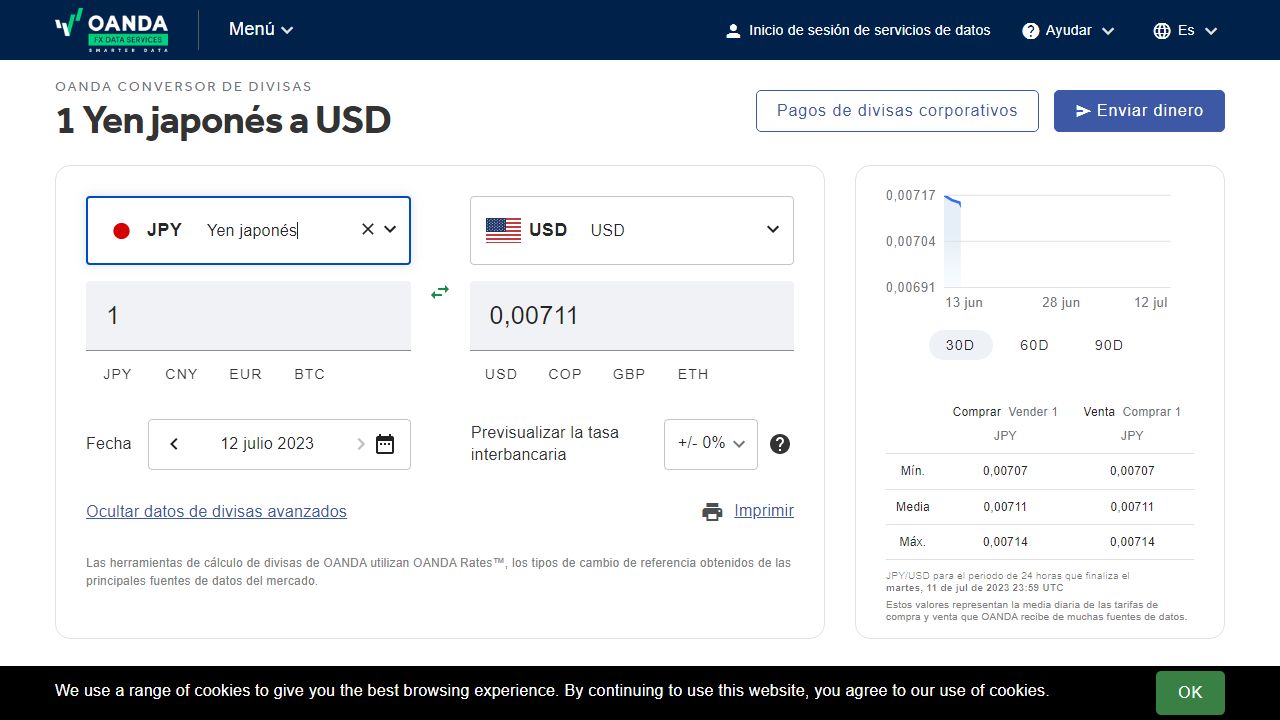 OANDA
FX DATA SERVICES
SMARTER DATA
Menú
Inicio de sesión de servicios de datos
Ayudar
Es
OANDA CONVERSOR DE DIVISAS
1 Yen japonés a USD
Pagos de divisas corporativos
Enviar dinero
JPY Yen japonés
USD USD
1
0,00711
JPY CNY EUR BTC
USD COP GBP ETH
Fecha
12 julio 2023
Previsualizar la tasa
interbancaria
+/- 0%
Ocultar datos de divisas avanzados
Imprimir
Las herramientas de cálculo de divisas de OANDA utilizan OANDA Rates™, los tipos de cambio de referencia obtenidos de las
principales fuentes de datos del mercado.
0,00717
0,00704
0,00691
13 jun 28 jun 12 jul
30D 60D 90D
Comprar Vender 1 Venta Comprar 1
JPY JPY
Mín. 0,00707 0,00707
Media 0,00711 0,00711
Máx. 0,00714 0,00714
JPY/USD para el periodo de 24 horas que finaliza el
martes, 11 de jul de 2023 23:59 UTC
Estos valores representan la media diaria de las tarifas de
compra y venta que OANDA recibe de muchas fuentes de datos.
We use a range of cookies to give you the best browsing experience. By continuing to use this website, you agree to our use of cookies.
OK